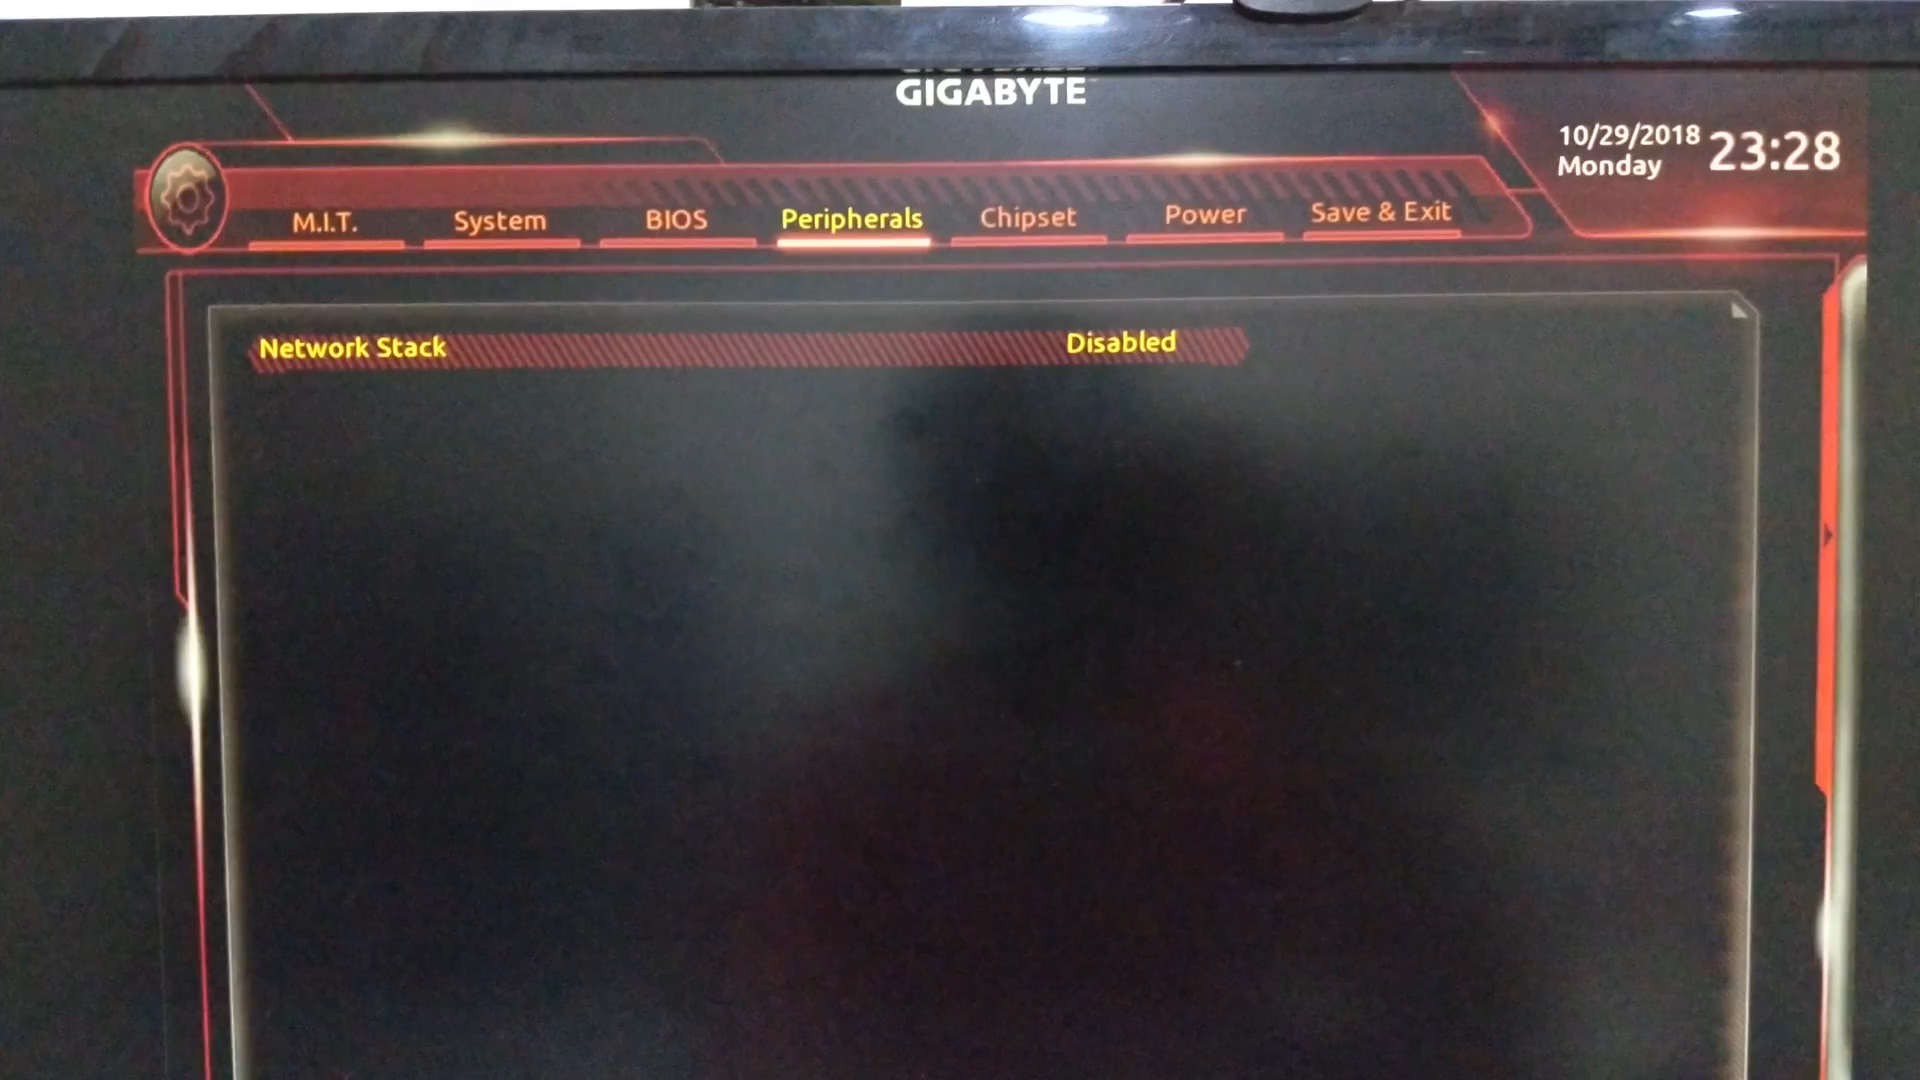 GIGABYTE
10/29/2018
Monday
23:28
M.I.T.
System
BIOS
Peripherals
Chipset
Power
Save & Exit
Network Stack
Disabled